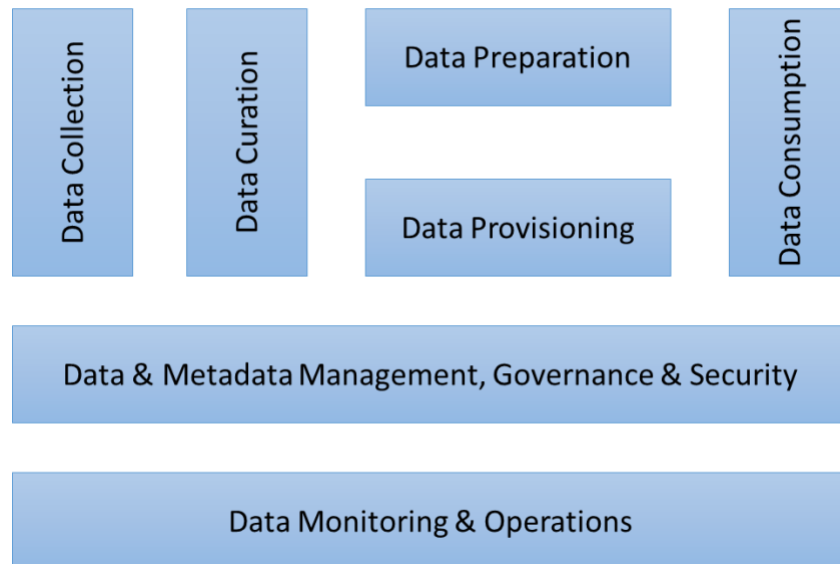 Data Collection
Data Curation
Data Preparation
Data Provisioning
Data Consumption
Data & Metadata Management, Governance & Security
Data Monitoring & Operations